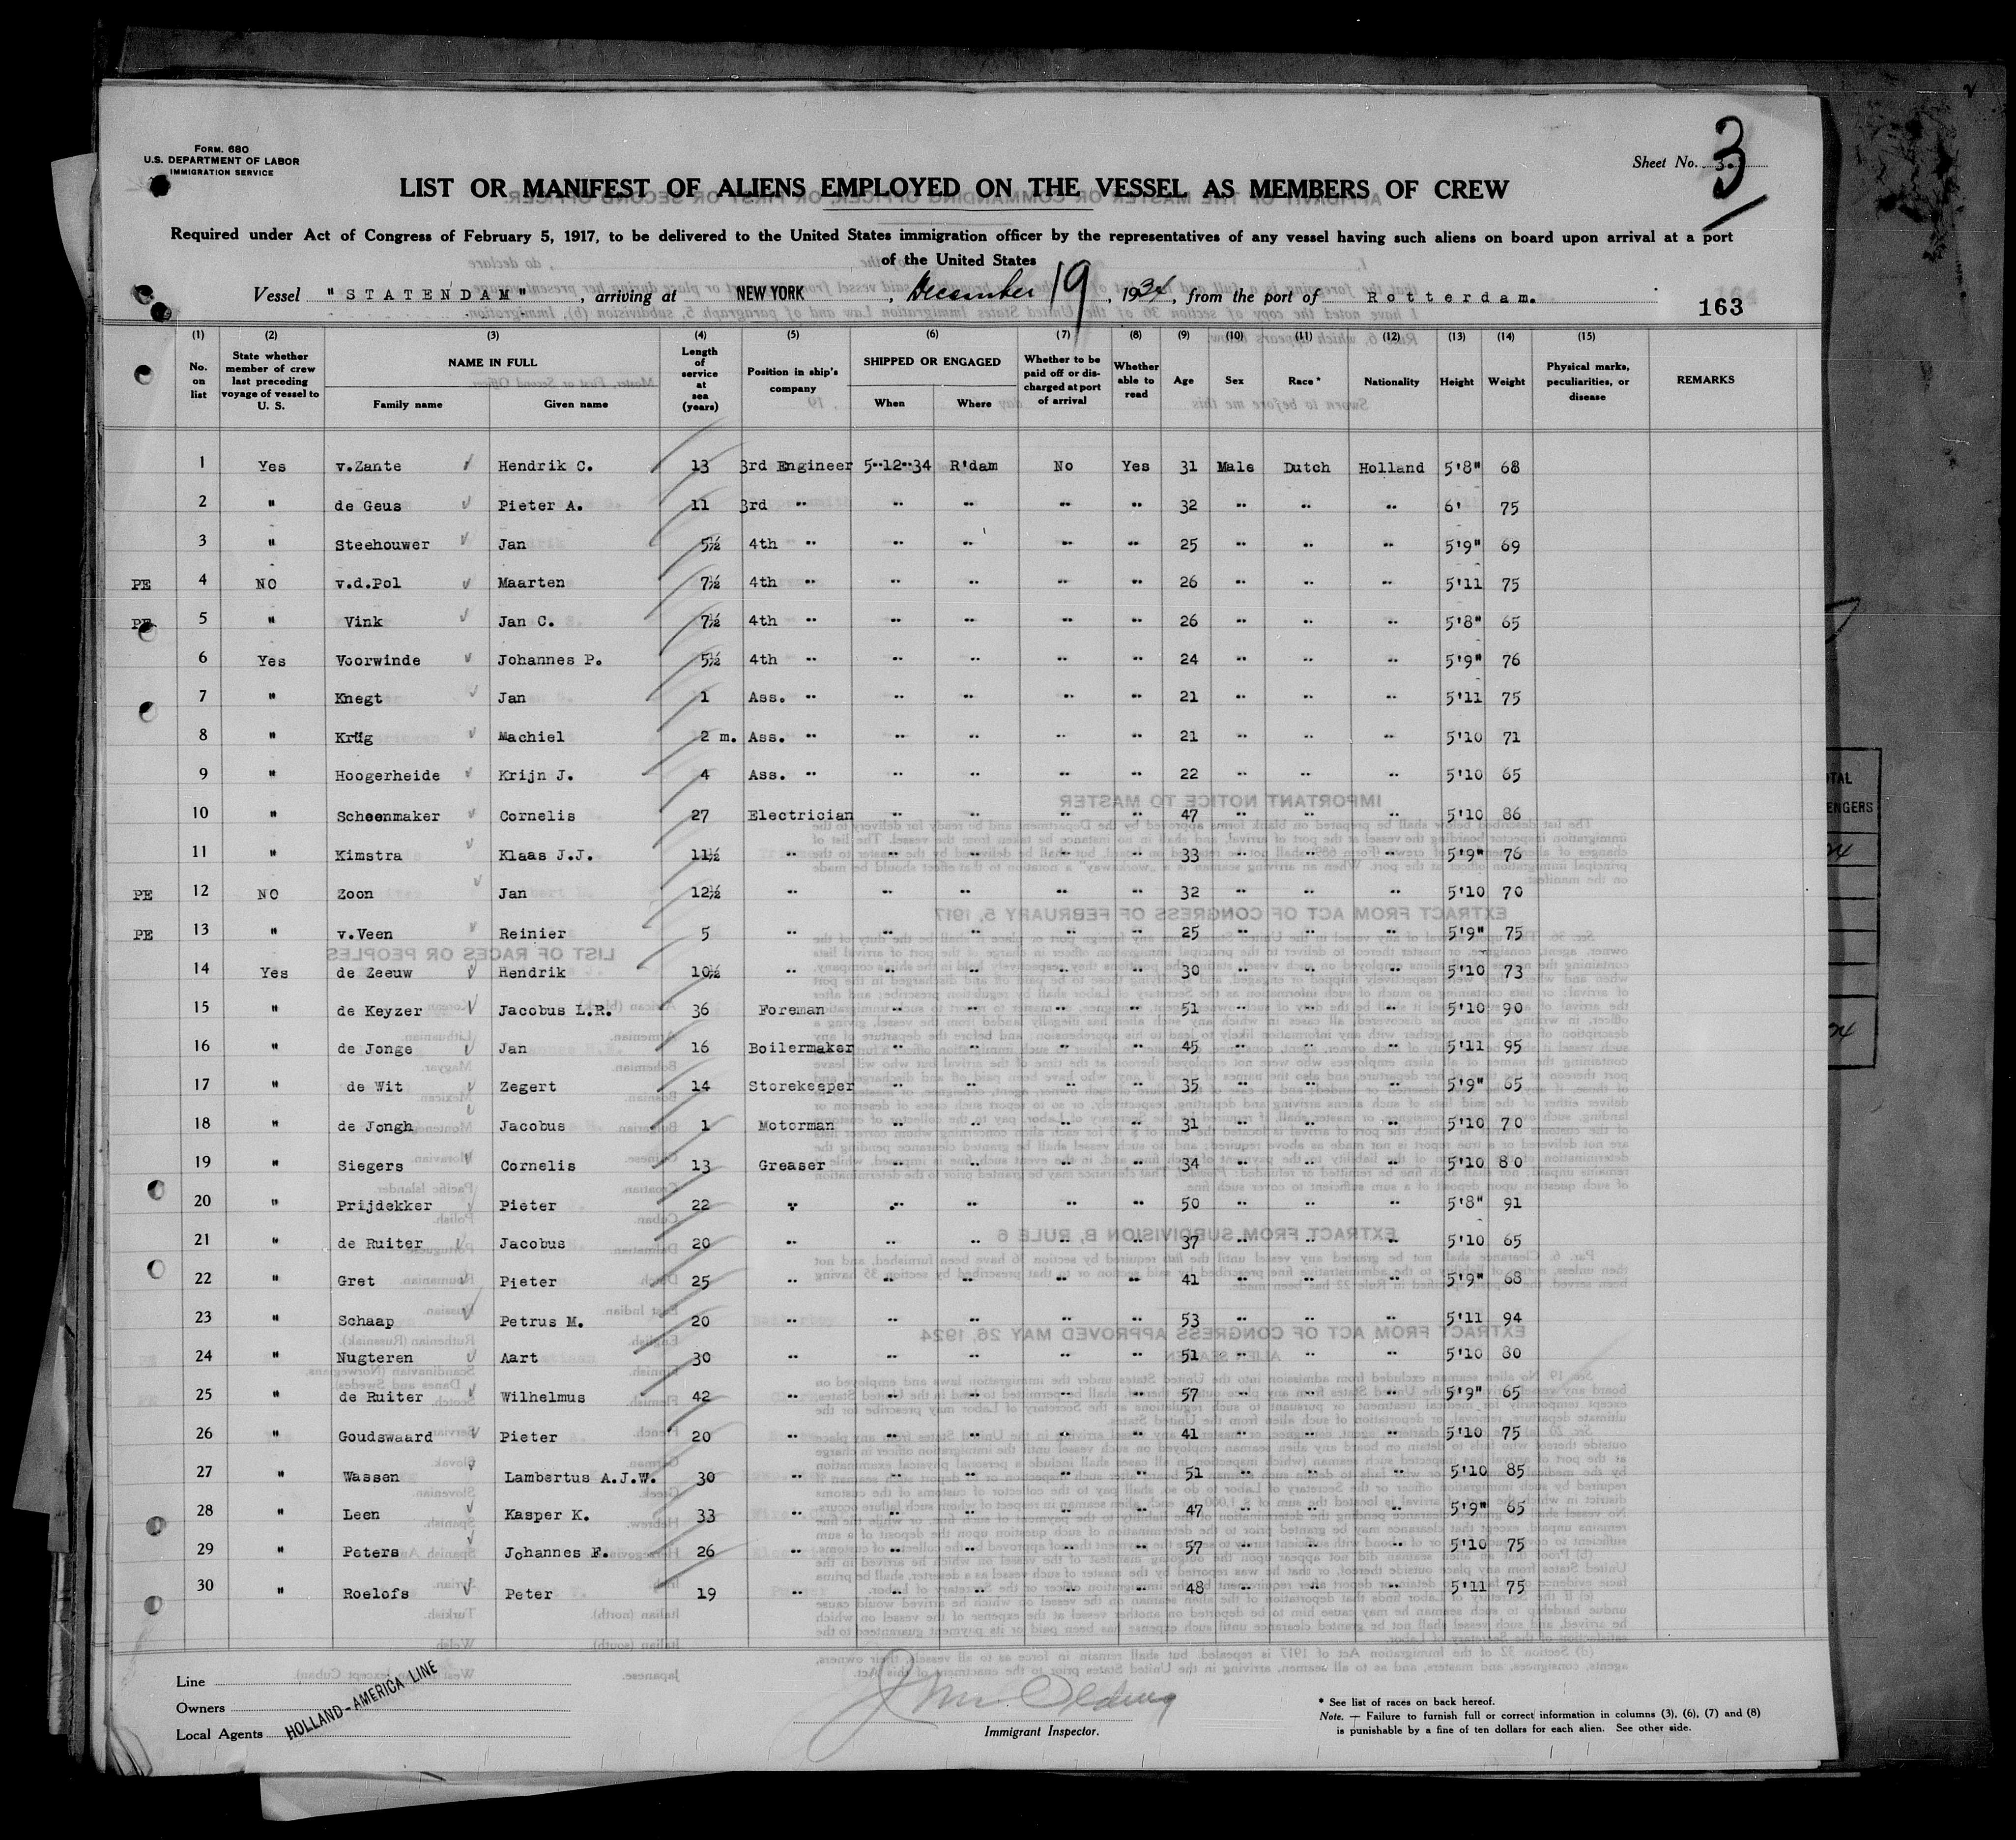 FORM. 680
U.S. DEPARTMENT OF LABOR
IMMIGRATION SERVICE
Sheet No. 3.
3
LIST OR MANIFEST OF ALIENS EMPLOYED ON THE VESSEL AS MEMBERS OF CREW
Required under Act of Congress of February 5, 1917, to be delivered to the United States immigration officer by the representatives of any vessel having such aliens on board upon arrival at a port
of the United States
Vessel "STATENDAM", arriving at NEW YORK, December 19, 1934, from the port of Rotterdam.
163
(1) (2) (3) (4) (5) (6) (7) (8) (9) (10) (11) (12) (13) (14) (15)
No. on list | State whether member of crew last preceding voyage of vessel to U. S. | NAME IN FULL Family name Given name | Length of service at sea (years) | Position in ship's company | SHIPPED OR ENGAGED When Where | Whether to be paid off or discharged at port of arrival | Whether able to read | Age | Sex | Race* | Nationality | Height | Weight | Physical marks, peculiarities, or disease | REMARKS
1 Yes v.Zante Hendrik C. 13 3rd Engineer 5-12-34 R'dam No Yes 31 Male Dutch Holland 5'8" 68
2 " de Geus Pieter A. 11 3rd " " " " " 32 " " " 6' 75
3 " Steehouwer Jan 5½ 4th " " " " " 25 " " " 5'9" 69
PE 4 NO v.d.Pol Maarten 7½ 4th " " " " " 26 " " " 5'11 75
PE 5 " Vink Jan C. 7½ 4th " " " " " 26 " " " 5'8" 65
6 Yes Voorwinde Johannes P. 5½ 4th " " " " " 24 " " " 5'9" 76
7 " Knegt Jan 1 Ass. " " " " " 21 " " " 5'11 75
8 " Krüg Machiel 2 m. Ass. " " " " " 21 " " " 5'10 71
9 " Hoogerheide Krijn J. 4 Ass. " " " " " 22 " " " 5'10 65
10 " Scheenmaker Cornelis 27 Electrician " " " " 47 " " " 5'10 86
11 " Kimstra Klaas J.J. 11½ " " " " " 33 " " " 5'9" 76
PE 12 NO Zoon Jan 12½ " " " " " 32 " " " 5'10 70
PE 13 " v.Veen Reinier 5 " " " " " 25 " " " 5'9" 75
14 Yes de Zeeuw Hendrik 10½ " " " " " 30 " " " 5'10 73
15 " de Keyzer Jacobus L.R. 36 Foreman " " " " 51 " " " 5'10 90
16 " de Jonge Jan 16 Boilermaker " " " " 45 " " " 5'11 95
17 " de Wit Zegert 14 Storekeeper " " " " 35 " " " 5'9" 65
18 " de Jongh Jacobus 1 Motorman " " " " 31 " " " 5'10 70
19 " Siegers Cornelis 13 Greaser " " " " 34 " " " 5'10 80
20 " Prijdekker Pieter 22 " " " " " 50 " " " 5'8" 91
21 " de Ruiter Jacobus 20 " " " " " 37 " " " 5'10 65
22 " Gret Pieter 25 " " " " " 41 " " " 5'9" 68
23 " Schaap Petrus M. 20 " " " " " 53 " " " 5'11 94
24 " Nugteren Aart 30 " " " " " 51 " " " 5'10 80
25 " de Ruiter Wilhelmus 42 " " " " " 57 " " " 5'9" 65
26 " Goudswaard Pieter 20 " " " " " 41 " " " 5'10 75
27 " Wassen Lambertus A.J.W. 30 " " " " " 51 " " " 5'10 85
28 " Leen Kasper K. 33 " " " " " 47 " " " 5'9" 65
29 " Peters Johannes F. 26 " " " " " 57 " " " 5'10 75
30 " Roelofs Peter 19 " " " " " 48 " " " 5'11 75
Line
Owners
Local Agents
HOLLAND-AMERICA LINE
Immigrant Inspector.
* See list of races on back hereof.
Note. — Failure to furnish full or correct information in columns (3), (6), (7) and (8)
is punishable by a fine of ten dollars for each alien. See other side.